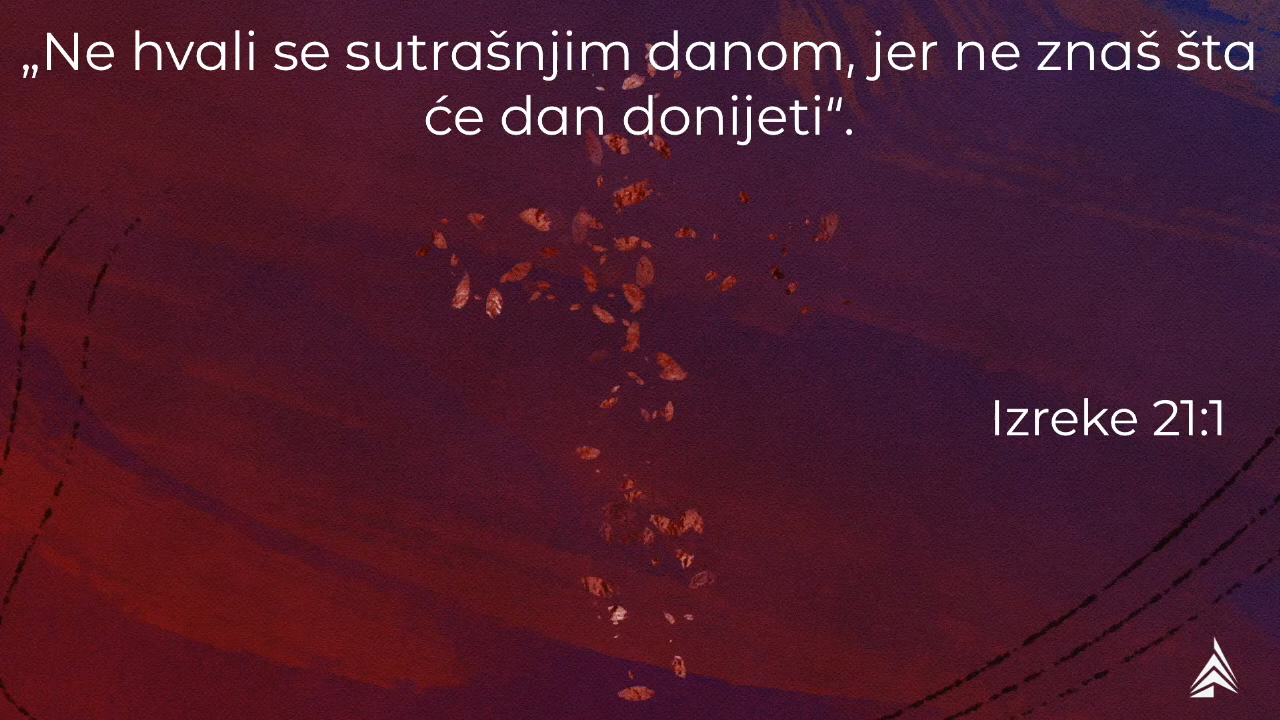 „Ne hvali se sutrašnjim danom, jer ne znaš šta
će dan donijeti“.
Izreke 21:1